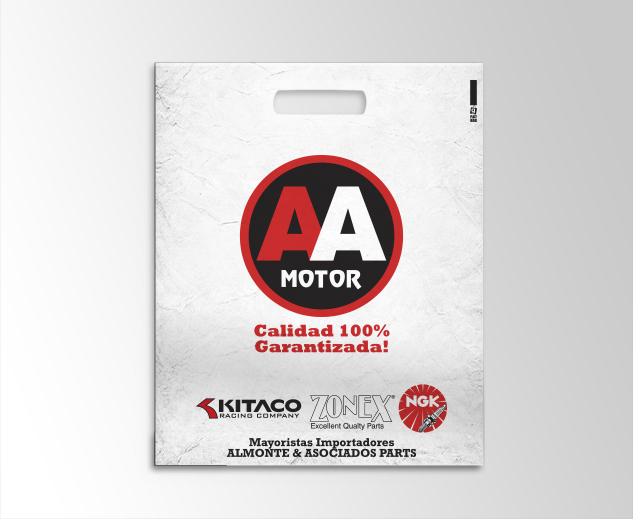 AA
MOTOR
Calidad 100%
Garantizada!
KITACO
RACING COMPANY
ZONEX®
Excellent Qualty Parts
NGK
Mayoristas Importadores
ALMONTE & ASOCIADOS PARTS